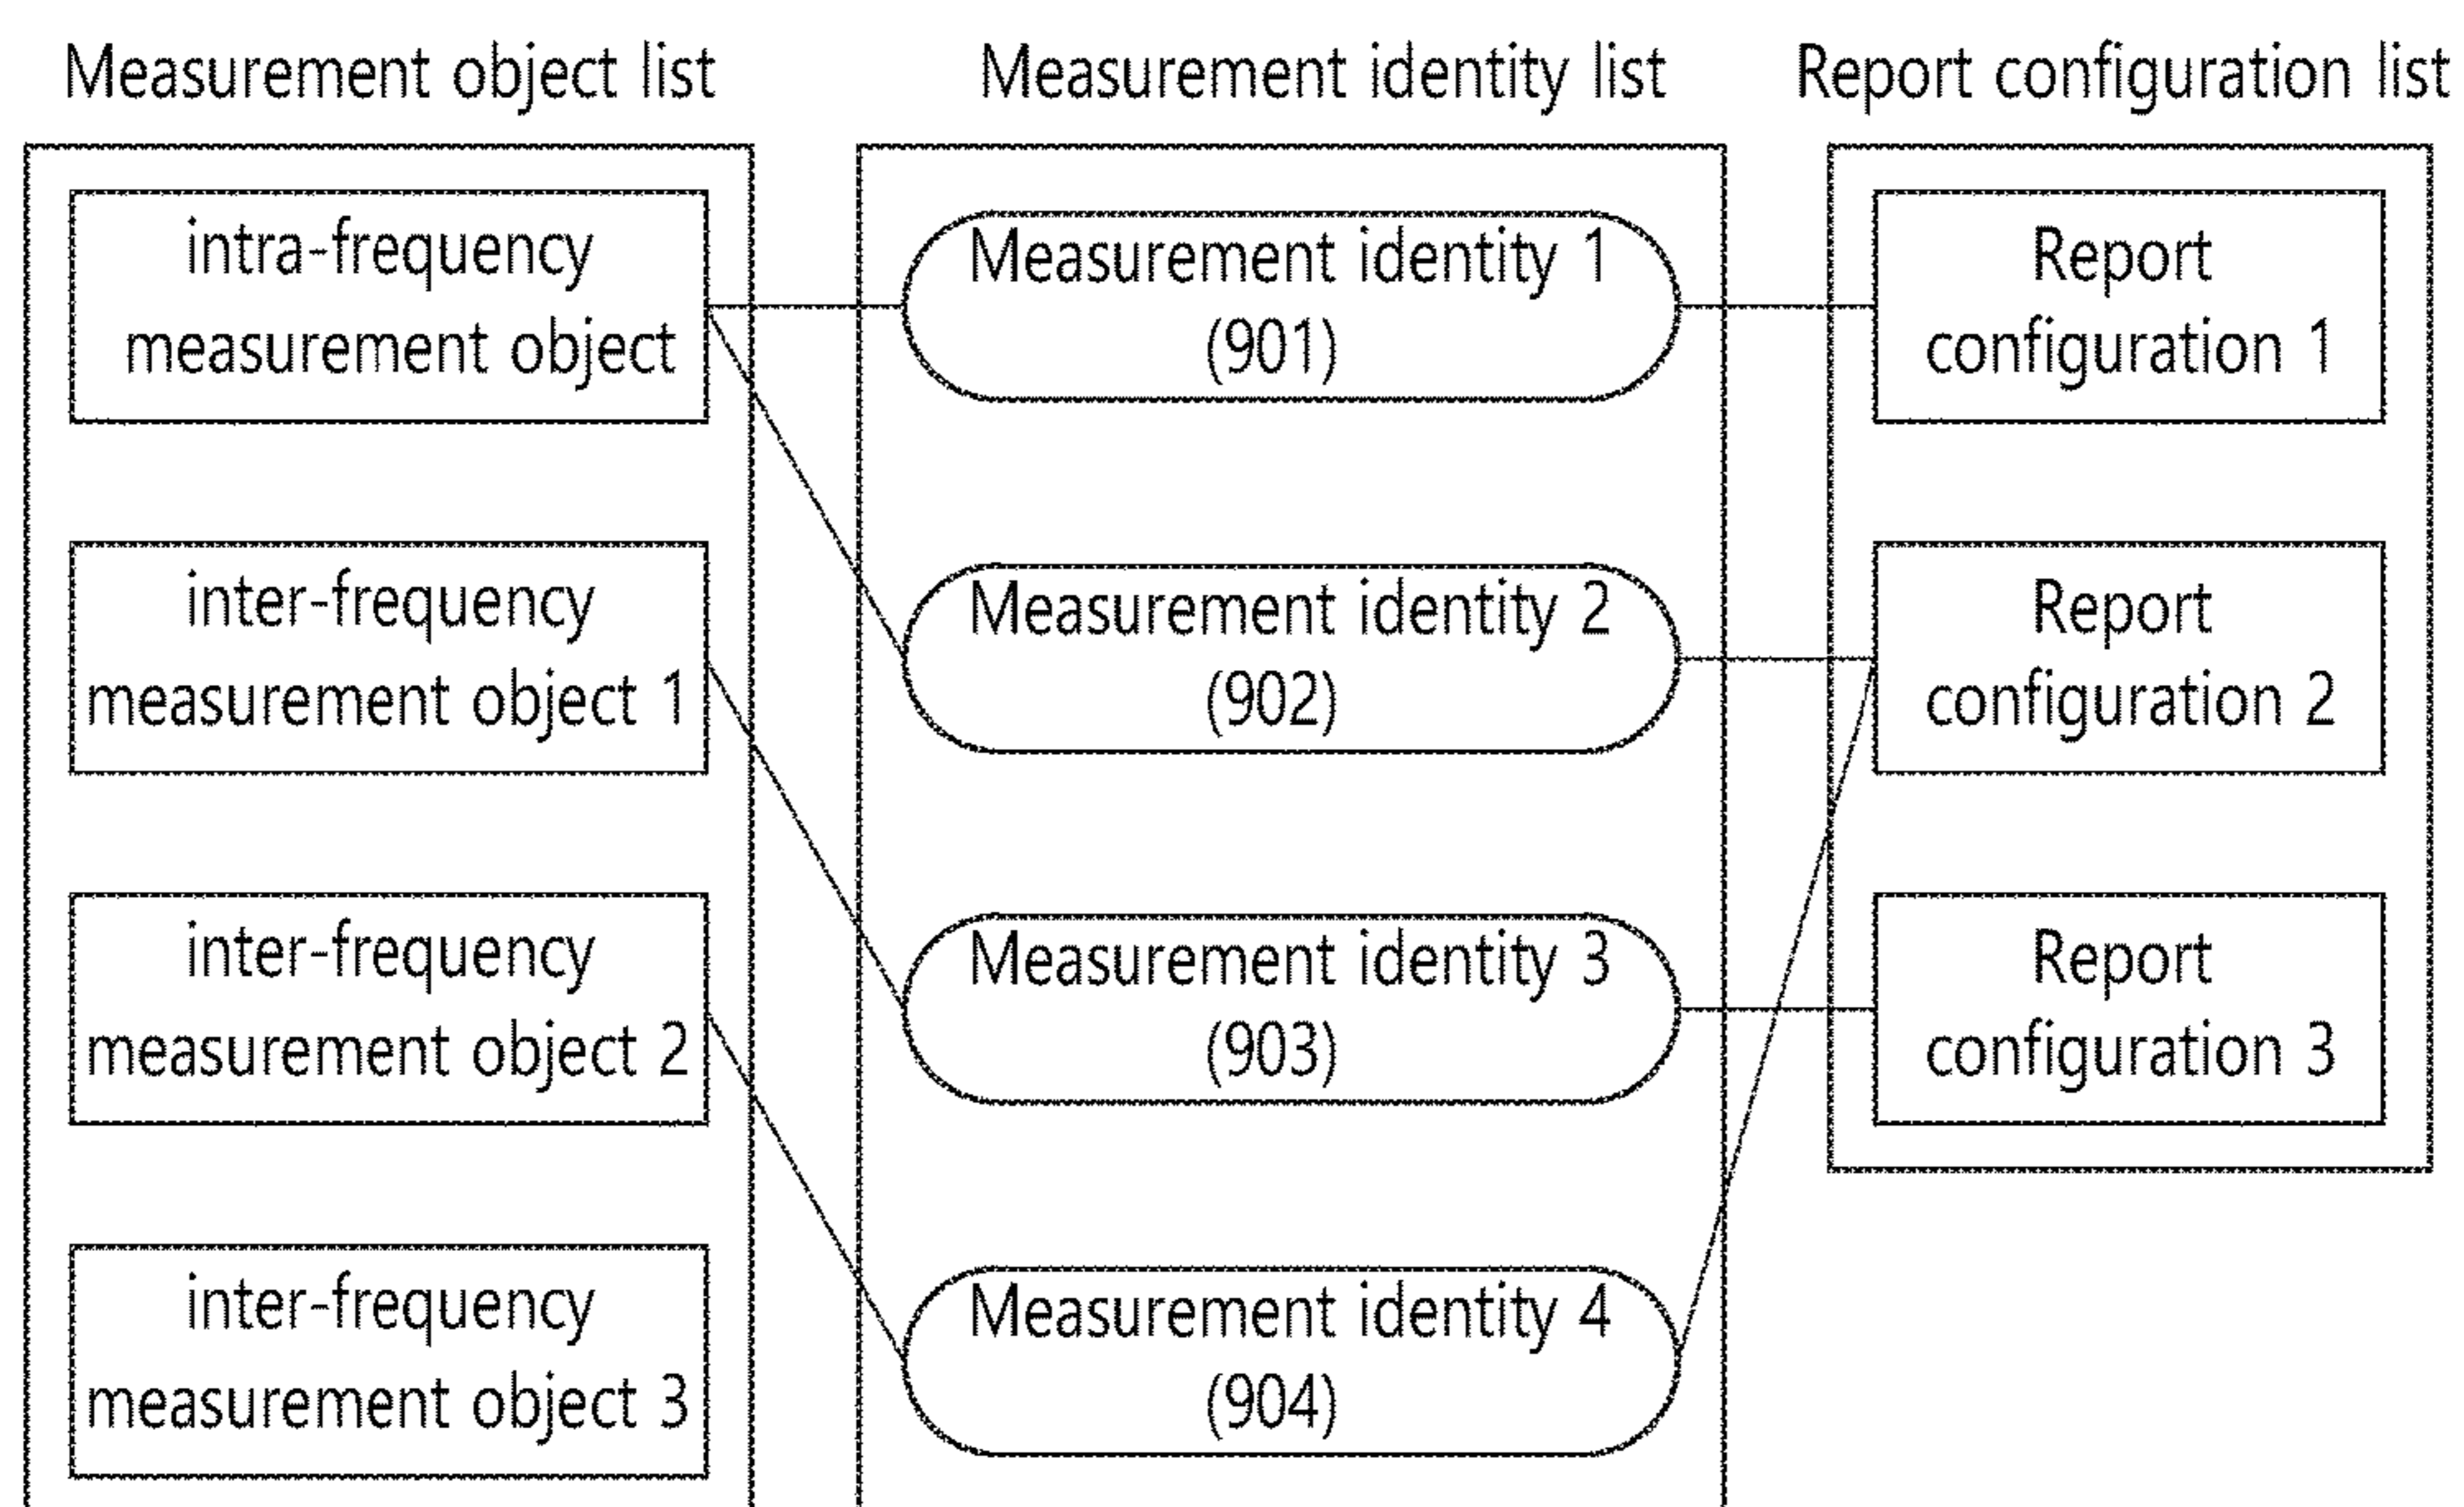 Measurement object list
Measurement identity list
Report configuration list
intra-frequency
measurement object
inter-frequency
measurement object 1
inter-frequency
measurement object 2
inter-frequency
measurement object 3
Measurement identity 1
(901)
Measurement identity 2
(902)
Measurement identity 3
(903)
Measurement identity 4
(904)
Report
configuration 1
Report
configuration 2
Report
configuration 3